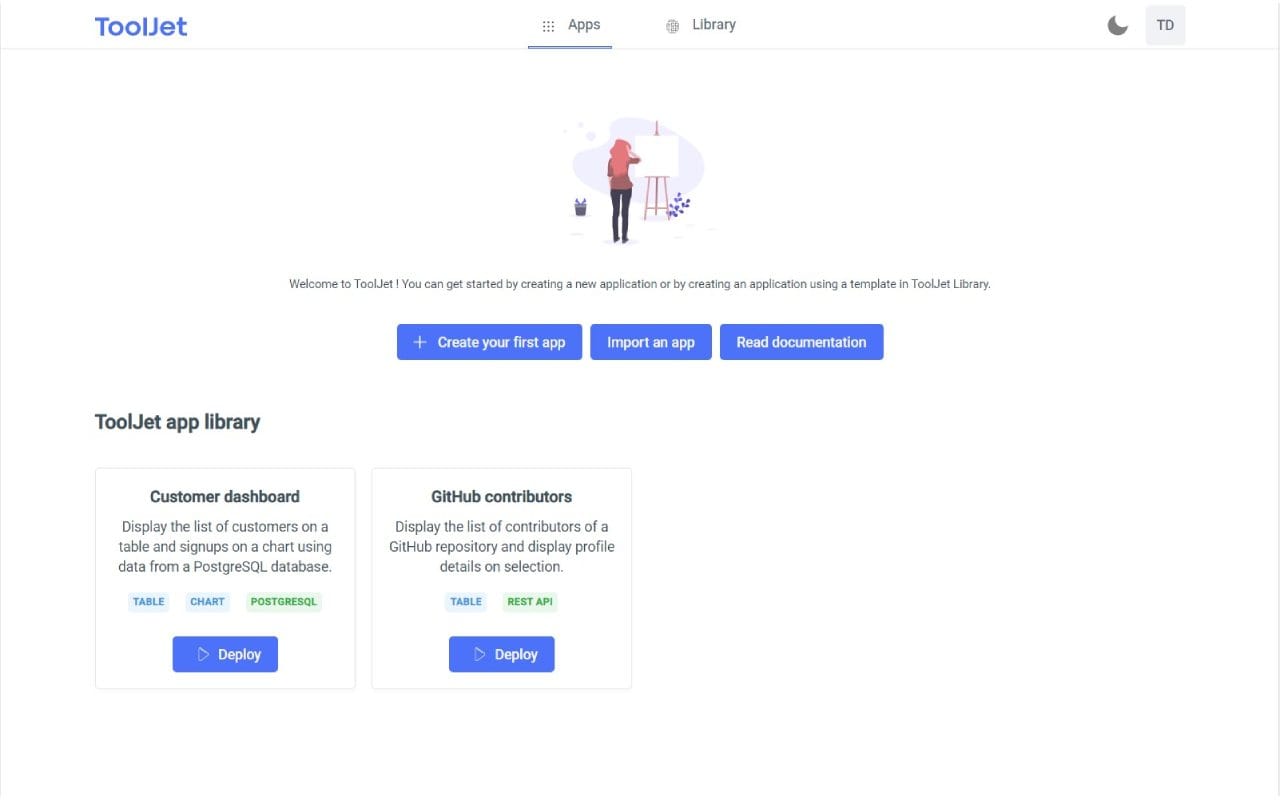 ToolJet
Apps
Library
TD
Welcome to ToolJet ! You can get started by creating a new application or by creating an application using a template in ToolJet Library.
Create your first app
Import an app
Read documentation
ToolJet app library
Customer dashboard
Display the list of customers on a
table and signups on a chart using
data from a PostgreSQL database.
TABLE CHART POSTGRESQL
Deploy
GitHub contributors
Display the list of contributors of a
GitHub repository and display profile
details on selection.
TABLE REST API
Deploy